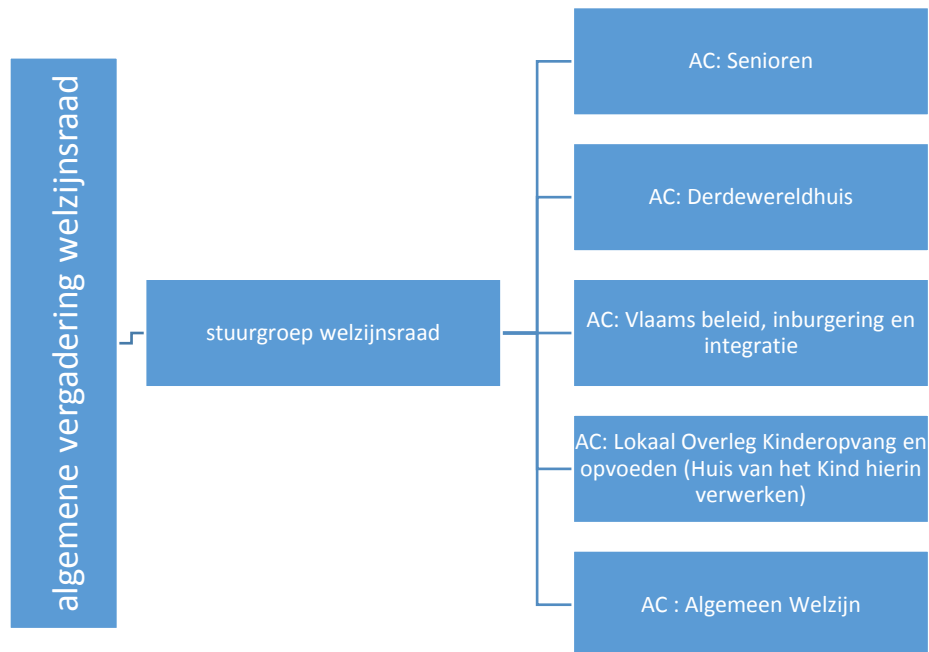 algemene vergadering welzijnsraad
stuurgroep welzijnsraad
AC: Senioren
AC: Derdewereldhuis
AC: Vlaams beleid, inburgering en
integratie
AC: Lokaal Overleg Kinderopvang en
opvoeden (Huis van het Kind hierin
verwerken)
AC : Algemeen Welzijn